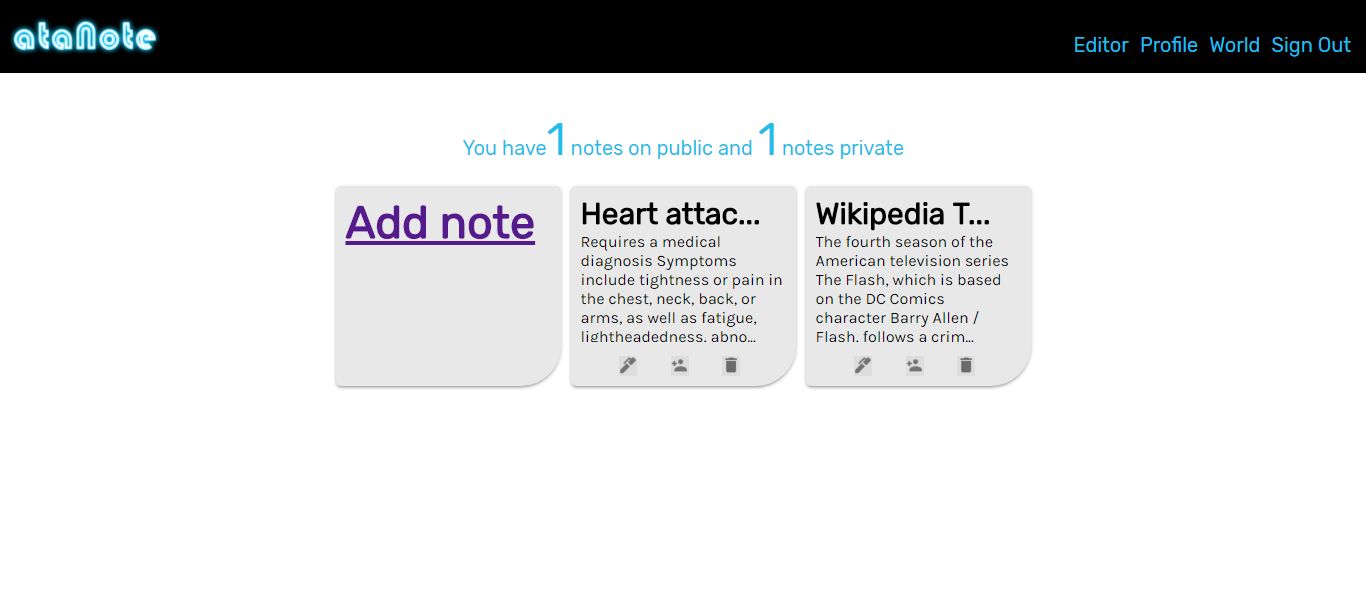 ataNote
Editor Profile World Sign Out
You have 1 notes on public and 1 notes private
Add note
Heart attac...
Requires a medical
diagnosis Symptoms
include tightness or pain in
the chest, neck, back, or
arms, as well as fatigue,
lightheadedness, abno...
Wikipedia T...
The fourth season of the
American television series
The Flash, which is based
on the DC Comics
character Barry Allen /
Flash, follows a crim...